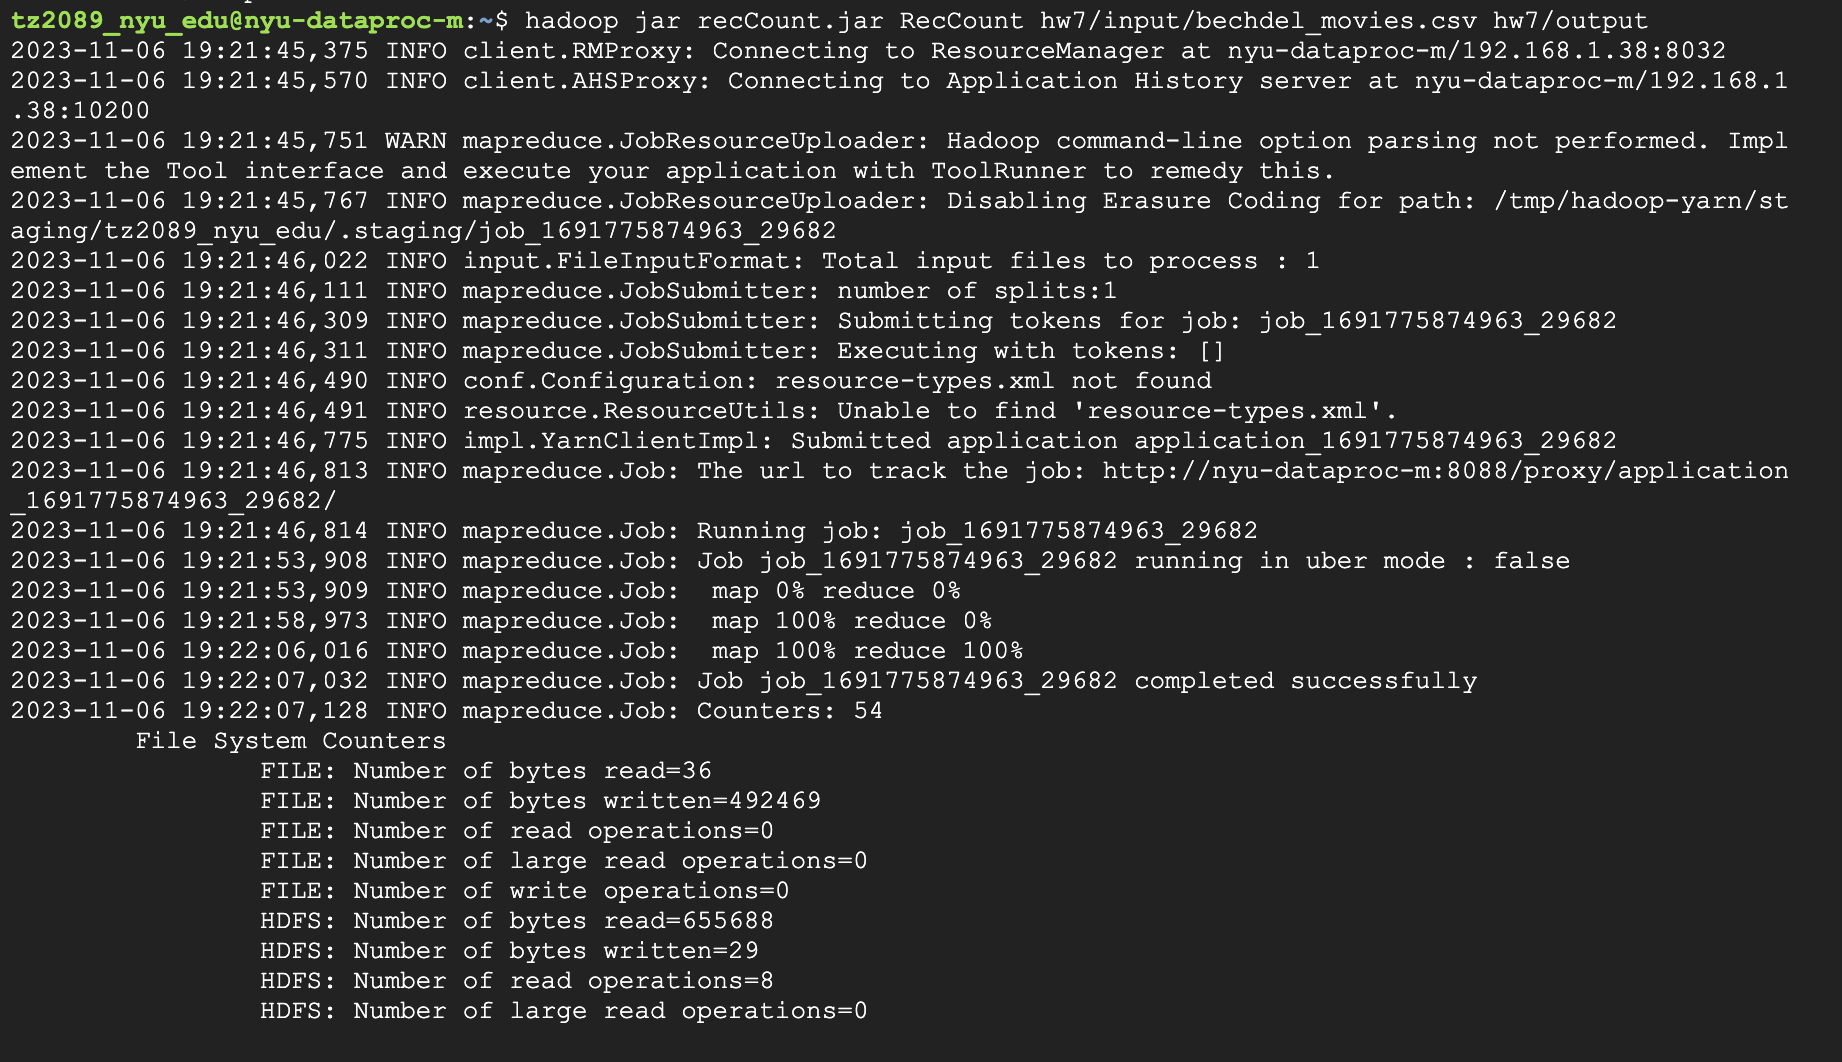 tz2089_nyu_edu@nyu-dataproc-m:~$ hadoop jar recCount.jar RecCount hw7/input/bechdel_movies.csv hw7/output
2023-11-06 19:21:45,375 INFO client.RMProxy: Connecting to ResourceManager at nyu-dataproc-m/192.168.1.38:8032
2023-11-06 19:21:45,570 INFO client.AHSProxy: Connecting to Application History server at nyu-dataproc-m/192.168.1
.38:10200
2023-11-06 19:21:45,751 WARN mapreduce.JobResourceUploader: Hadoop command-line option parsing not performed. Impl
ement the Tool interface and execute your application with ToolRunner to remedy this.
2023-11-06 19:21:45,767 INFO mapreduce.JobResourceUploader: Disabling Erasure Coding for path: /tmp/hadoop-yarn/st
aging/tz2089_nyu_edu/.staging/job_1691775874963_29682
2023-11-06 19:21:46,022 INFO input.FileInputFormat: Total input files to process : 1
2023-11-06 19:21:46,111 INFO mapreduce.JobSubmitter: number of splits:1
2023-11-06 19:21:46,309 INFO mapreduce.JobSubmitter: Submitting tokens for job: job_1691775874963_29682
2023-11-06 19:21:46,311 INFO mapreduce.JobSubmitter: Executing with tokens: []
2023-11-06 19:21:46,490 INFO conf.Configuration: resource-types.xml not found
2023-11-06 19:21:46,491 INFO resource.ResourceUtils: Unable to find 'resource-types.xml'.
2023-11-06 19:21:46,775 INFO impl.YarnClientImpl: Submitted application application_1691775874963_29682
2023-11-06 19:21:46,813 INFO mapreduce.Job: The url to track the job: http://nyu-dataproc-m:8088/proxy/application
_1691775874963_29682/
2023-11-06 19:21:46,814 INFO mapreduce.Job: Running job: job_1691775874963_29682
2023-11-06 19:21:53,908 INFO mapreduce.Job: Job job_1691775874963_29682 running in uber mode : false
2023-11-06 19:21:53,909 INFO mapreduce.Job:  map 0% reduce 0%
2023-11-06 19:21:58,973 INFO mapreduce.Job:  map 100% reduce 0%
2023-11-06 19:22:06,016 INFO mapreduce.Job:  map 100% reduce 100%
2023-11-06 19:22:07,032 INFO mapreduce.Job: Job job_1691775874963_29682 completed successfully
2023-11-06 19:22:07,128 INFO mapreduce.Job: Counters: 54
        File System Counters
                FILE: Number of bytes read=36
                FILE: Number of bytes written=492469
                FILE: Number of read operations=0
                FILE: Number of large read operations=0
                FILE: Number of write operations=0
                HDFS: Number of bytes read=655688
                HDFS: Number of bytes written=29
                HDFS: Number of read operations=8
                HDFS: Number of large read operations=0